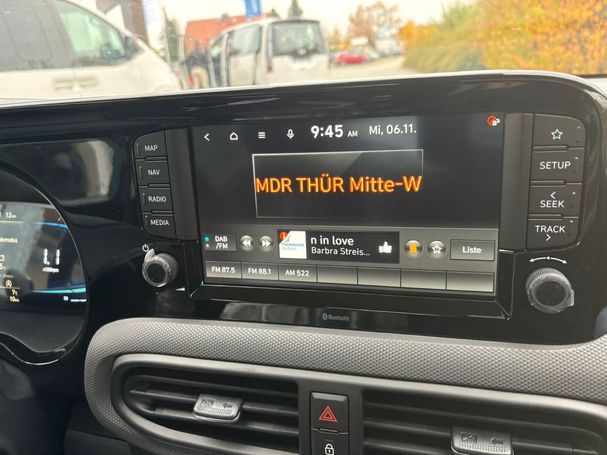 9:45 AM Mi, 06.11.
MAP
NAV
RADIO
MEDIA
MDR THÜR Mitte-W
DAB
/FM
THÜRINGEN
n in love
Barbra Streis...
Liste
FM 87.5 FM 88.1 AM 522
SETUP
SEEK
TRACK
Bluetooth